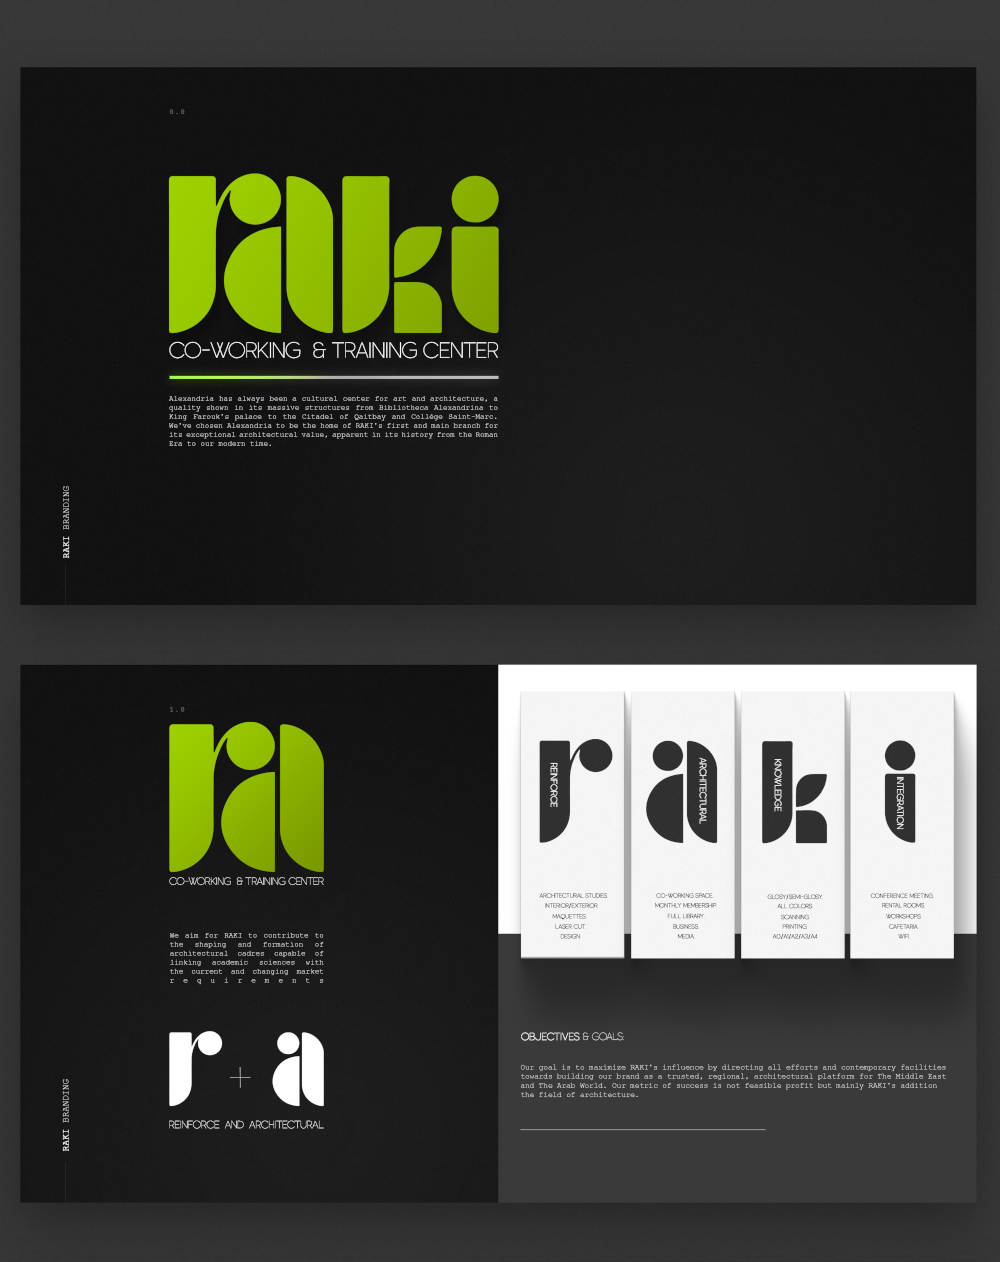 0.0
raki
CO-WORKING & TRAINING CENTER
Alexandria has always been a cultural center for art and architecture, a
quality shown in its massive structures from Bibliotheca Alexandrina to
King Farouk's palace to the Citadel of Qaitbay and Collège Saint-Marc.
We've chosen Alexandria to be the home of RAKI's first and main branch for
its exceptional architectural value, apparent in its history from the Roman
Era to our modern time.
RAKI BRANDING
1.0
ra
CO-WORKING & TRAINING CENTER
We aim for RAKI to contribute to
the shaping and formation of
architectural cadres capable of
linking academic sciences with
the current and changing market
requirements
r + a
REINFORCE AND ARCHITECTURAL
RAKI BRANDING
r
REINFORCE
ARCHITECTURAL STUDIES.
INTERIOR/EXTERIOR.
MAQUETTES.
LASER CUT.
DESIGN.
a
ARCHITECTURAL
CO-WORKING SPACE.
MONTHLY MEMBERSHIP.
FULL LIBRARY.
BUSINESS.
MEDIA.
k
KNOWLEDGE
GLOSY/SEMI-GLOSY.
ALL COLORS.
SCANNING.
PRINTING.
A0/A1/A2/A3/A4
i
INTEGRATION
CONFERENCE MEETING.
RENTAL ROOMS.
WORKSHOPS.
CAFETARIA.
WIFI.
OBJECTIVES & GOALS:
Our goal is to maximize RAKI's influence by directing all efforts and contemporary facilities
towards building our brand as a trusted, regional, architectural platform for The Middle East
and The Arab World. Our metric of success is not feasible profit but mainly RAKI's addition
the field of architecture.